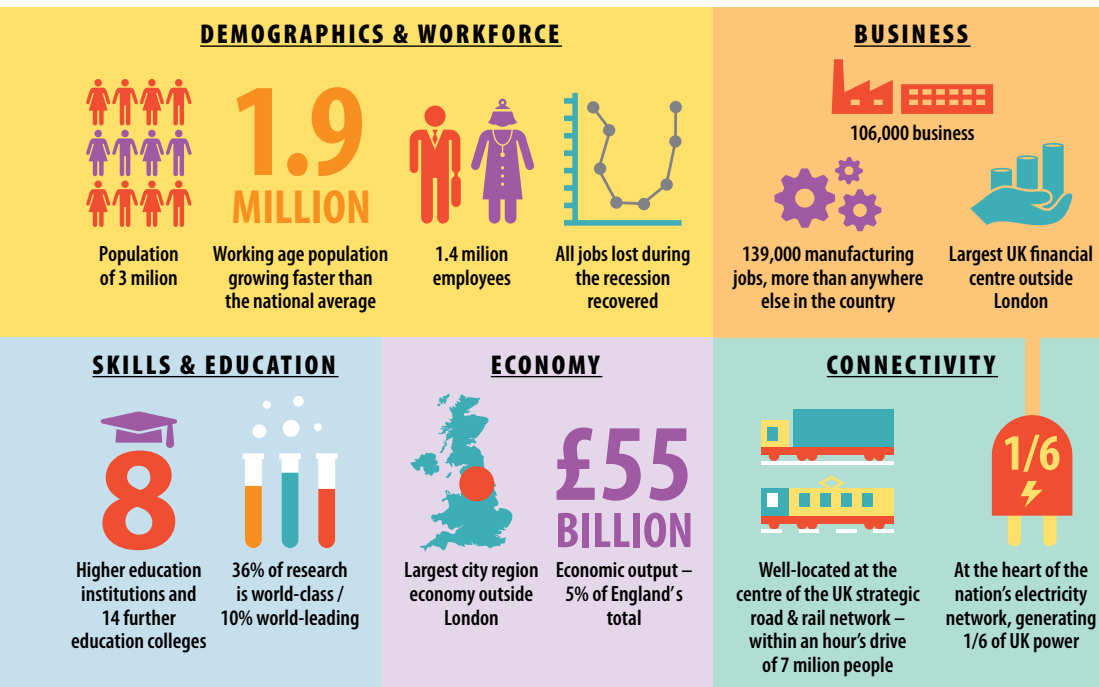 DEMOGRAPHICS & WORKFORCE
Population
of 3 milion
1.9
MILLION
Working age population
growing faster than
the national average
1.4 milion
employees
All jobs lost during
the recession
recovered
BUSINESS
106,000 business
139,000 manufacturing
jobs, more than anywhere
else in the country
Largest UK financial
centre outside
London
SKILLS & EDUCATION
8
Higher education
institutions and
14 further
education colleges
36% of research
is world-class /
10% world-leading
ECONOMY
Largest city region
economy outside
London
£55
BILLION
Economic output –
5% of England's
total
CONNECTIVITY
Well-located at the
centre of the UK strategic
road & rail network –
within an hour's drive
of 7 milion people
1/6
At the heart of the
nation's electricity
network, generating
1/6 of UK power